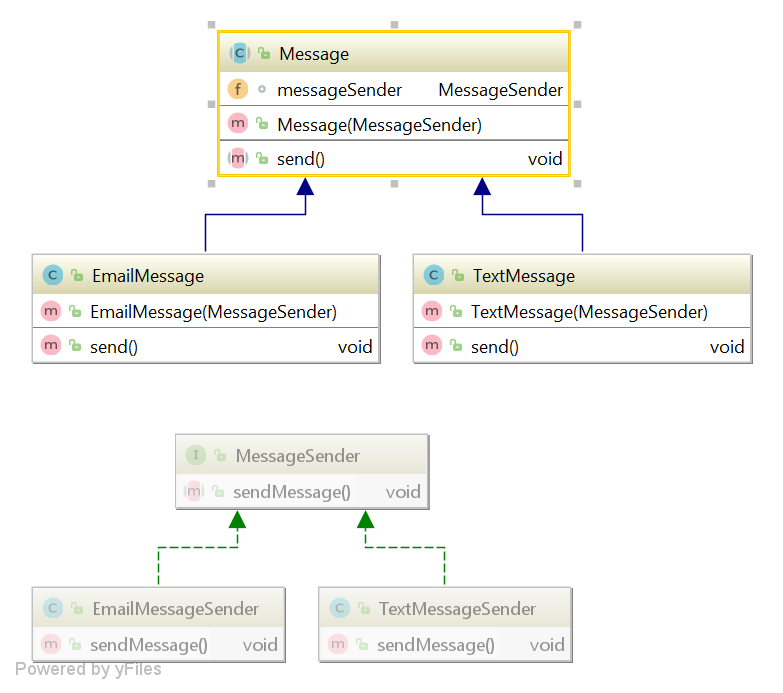 C Message
f messageSender MessageSender
m Message(MessageSender)
m send() void
C EmailMessage
m EmailMessage(MessageSender)
m send() void
C TextMessage
m TextMessage(MessageSender)
m send() void
I MessageSender
m sendMessage() void
C EmailMessageSender
m sendMessage() void
C TextMessageSender
m sendMessage() void
Powered by yFiles